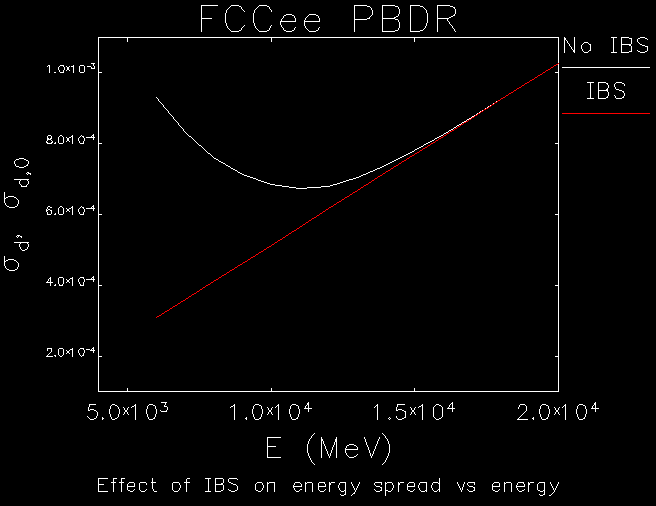 FCCee PBDR
No IBS
IBS
1.0×10⁻³
8.0×10⁻⁴
6.0×10⁻⁴
4.0×10⁻⁴
2.0×10⁻⁴
σd, σd,0
5.0×10³ 1.0×10⁴ 1.5×10⁴ 2.0×10⁴
E (MeV)
Effect of IBS on energy spread vs energy